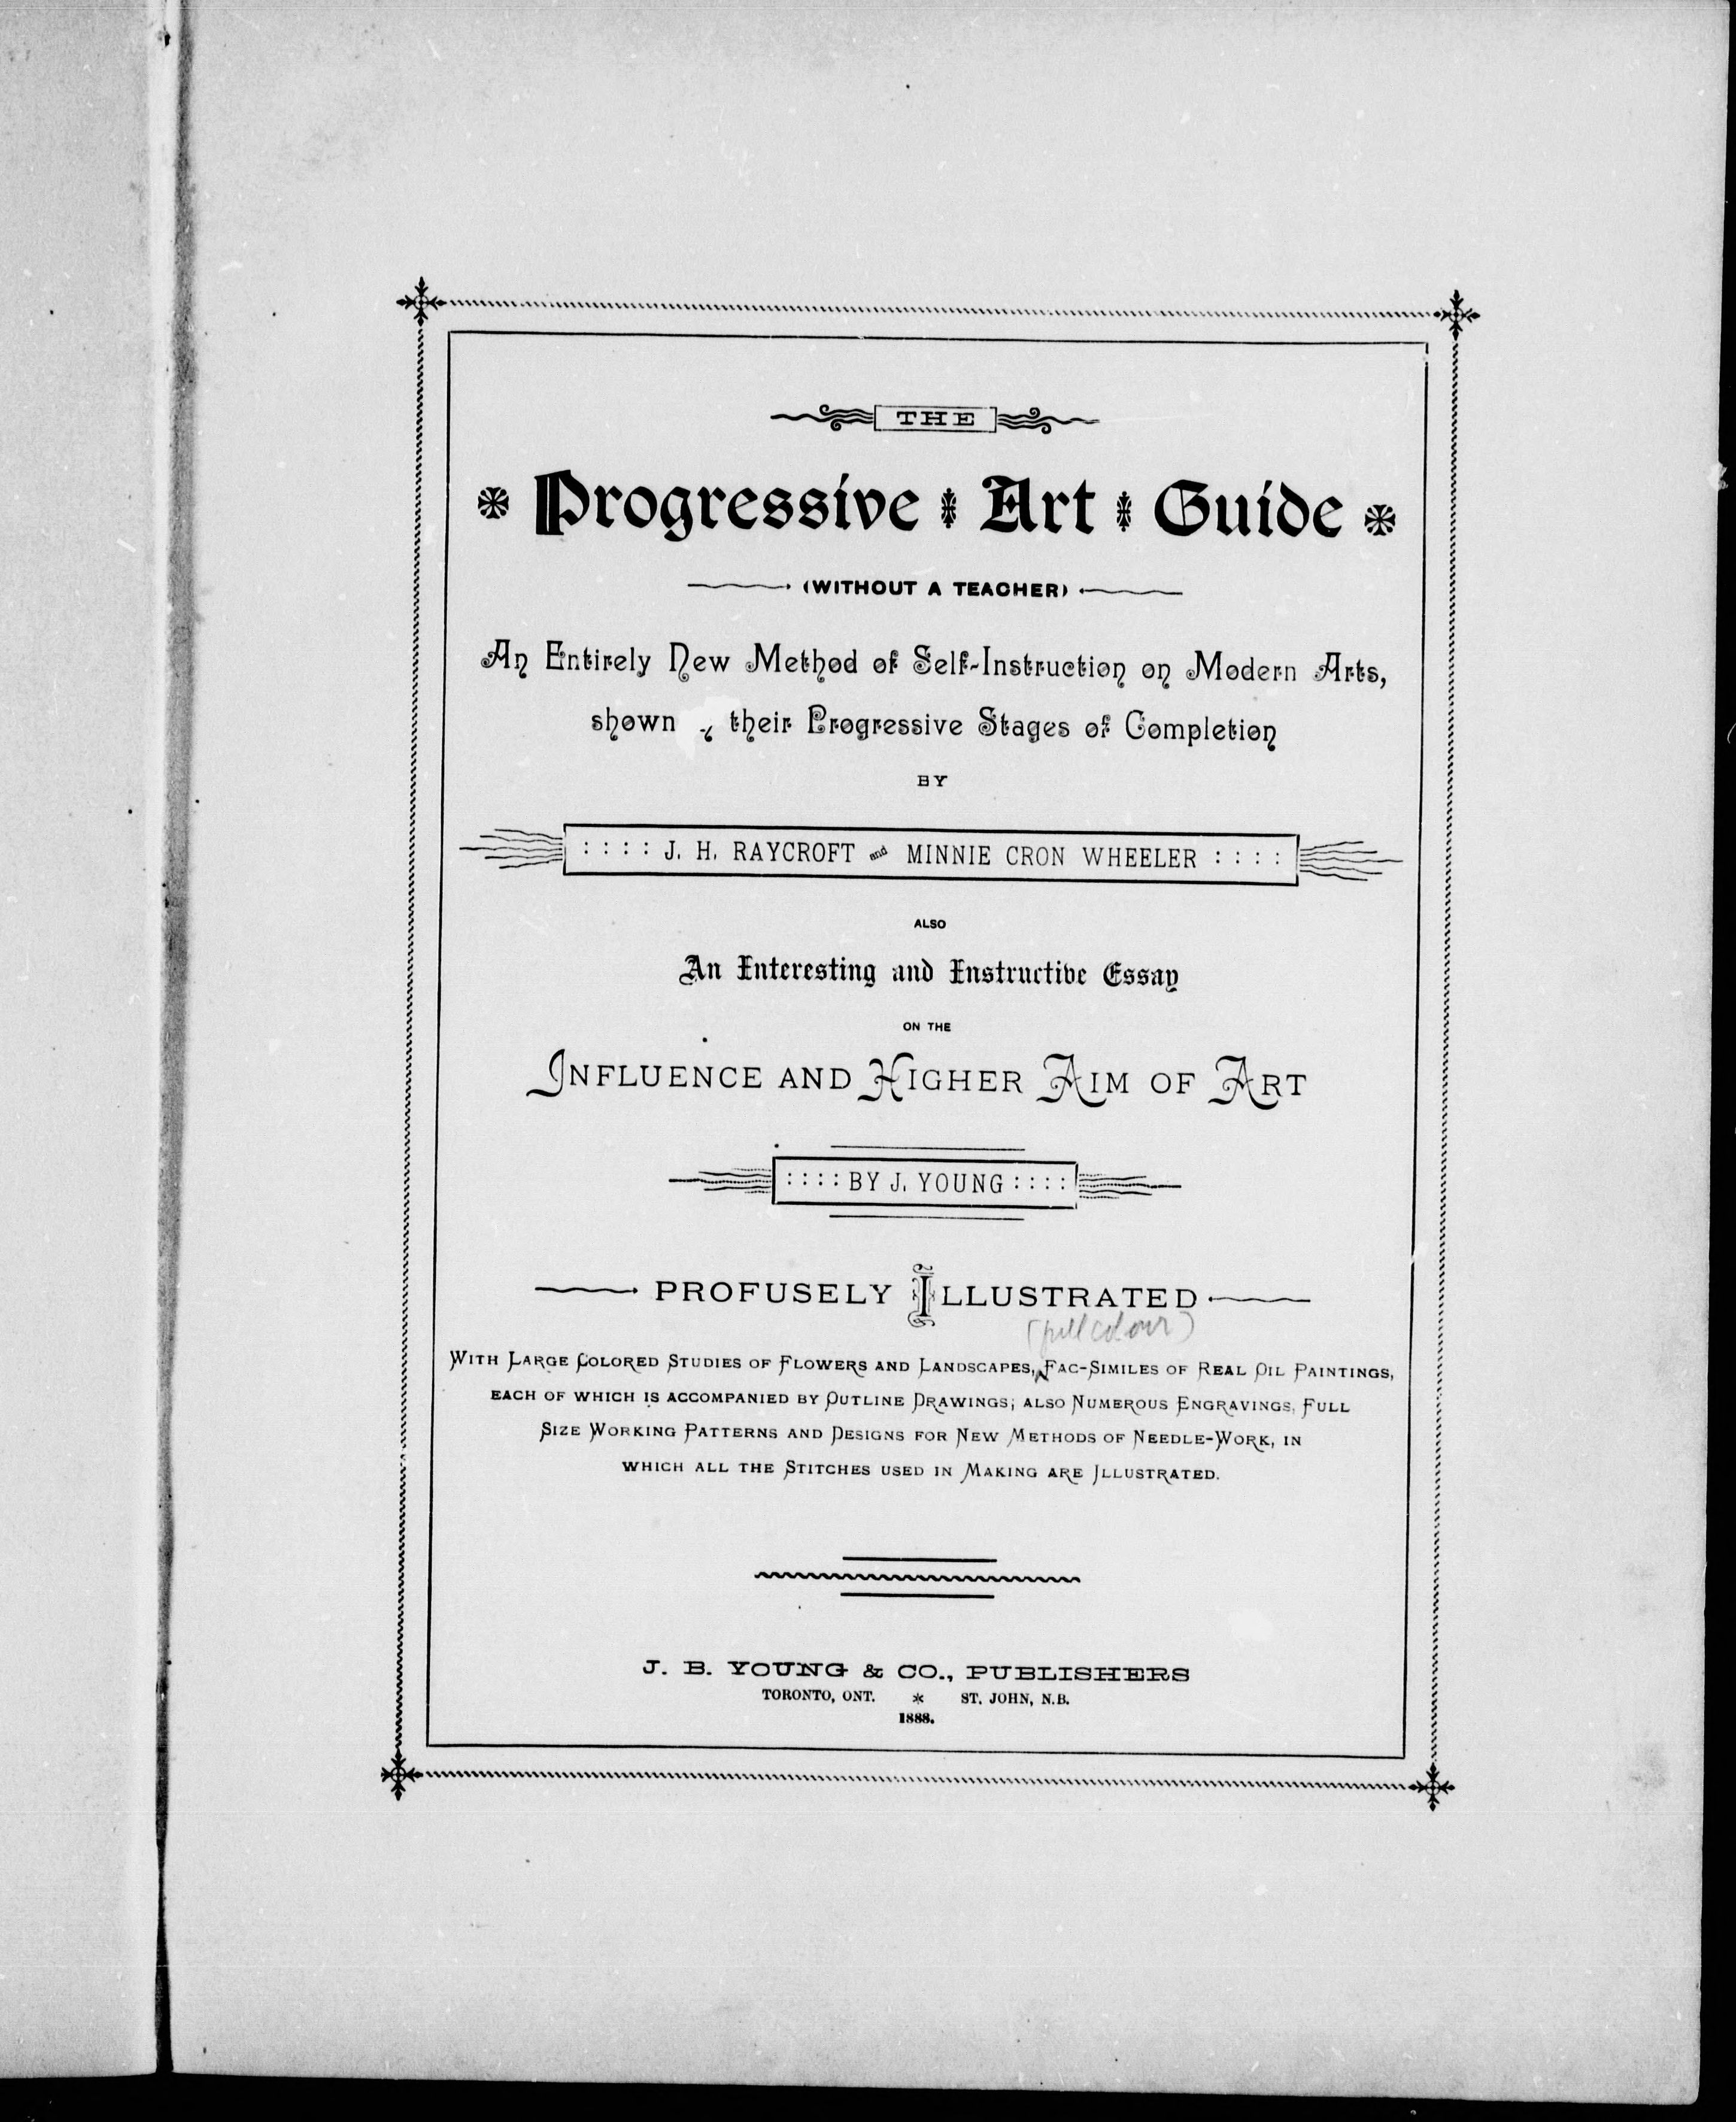 THE
Progressive Art Guide
(WITHOUT A TEACHER)
An Entirely New Method of Self-Instruction on Modern Arts,
shown their Progressive Stages of Completion
BY
J. H. RAYCROFT and MINNIE CRON WHEELER
ALSO
An Interesting and Instructive Essay
ON THE
INFLUENCE AND HIGHER AIM OF ART
BY J. YOUNG
PROFUSELY ILLUSTRATED
(full colour)
WITH LARGE COLORED STUDIES OF FLOWERS AND LANDSCAPES, FAC-SIMILES OF REAL OIL PAINTINGS,
EACH OF WHICH IS ACCOMPANIED BY OUTLINE DRAWINGS; ALSO NUMEROUS ENGRAVINGS, FULL
SIZE WORKING PATTERNS AND DESIGNS FOR NEW METHODS OF NEEDLE-WORK, IN
WHICH ALL THE STITCHES USED IN MAKING ARE ILLUSTRATED.
J. B. YOUNG & CO., PUBLISHERS
TORONTO, ONT. * ST. JOHN, N.B.
1888.